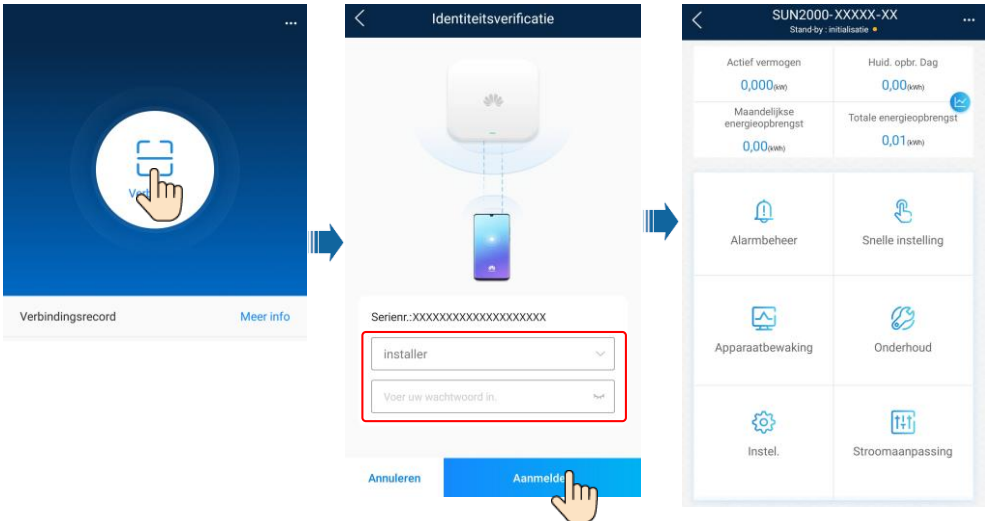 Verbindingsrecord
Meer info
Identiteitsverificatie
Serienr.:XXXXXXXXXXXXXXXXXXXX
installer
Voer uw wachtwoord in.
Annuleren
Aanmelde
SUN2000-XXXXX-XX
Stand-by : initialisatie
Actief vermogen
0,000(kW)
Huid. opbr. Dag
0,00(kWh)
Maandelijkse
energieopbrengst
0,00(kWh)
Totale energieopbrengst
0,01(kWh)
Alarmbeheer
Snelle instelling
Apparaatbewaking
Onderhoud
Instel.
Stroomaanpassing